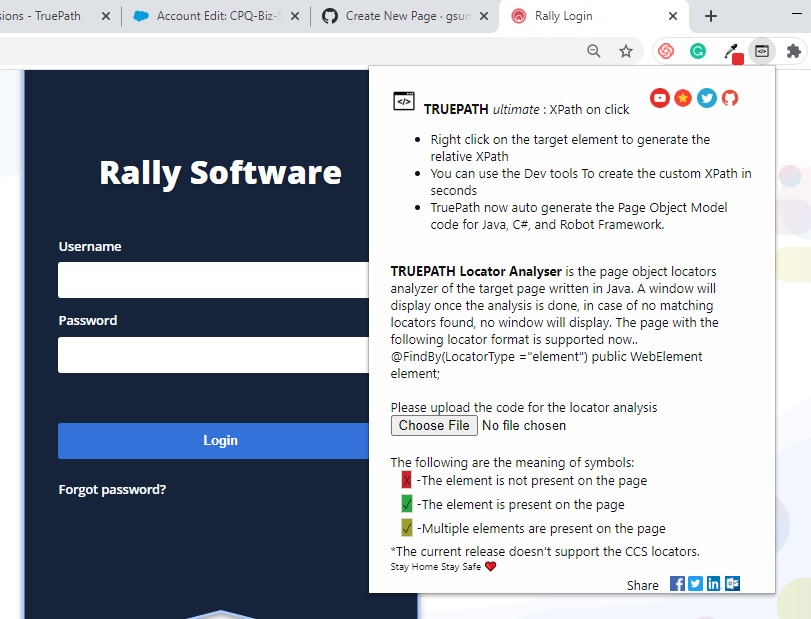 sions - TruePath
Account Edit: CPQ-Biz-S
Create New Page · gsun
Rally Login
Rally Software
Username
Password
Login
Forgot password?
TRUEPATH ultimate : XPath on click
Right click on the target element to generate the
relative XPath
You can use the Dev tools To create the custom XPath in
seconds
TruePath now auto generate the Page Object Model
code for Java, C#, and Robot Framework.
TRUEPATH Locator Analyser is the page object locators
analyzer of the target page written in Java. A window will
display once the analysis is done, in case of no matching
locators found, no window will display. The page with the
following locator format is supported now..
@FindBy(LocatorType ="element") public WebElement
element;
Please upload the code for the locator analysis
Choose File No file chosen
The following are the meaning of symbols:
X -The element is not present on the page
✓ -The element is present on the page
✓ -Multiple elements are present on the page
*The current release doesn't support the CCS locators.
Stay Home Stay Safe ❤
Share